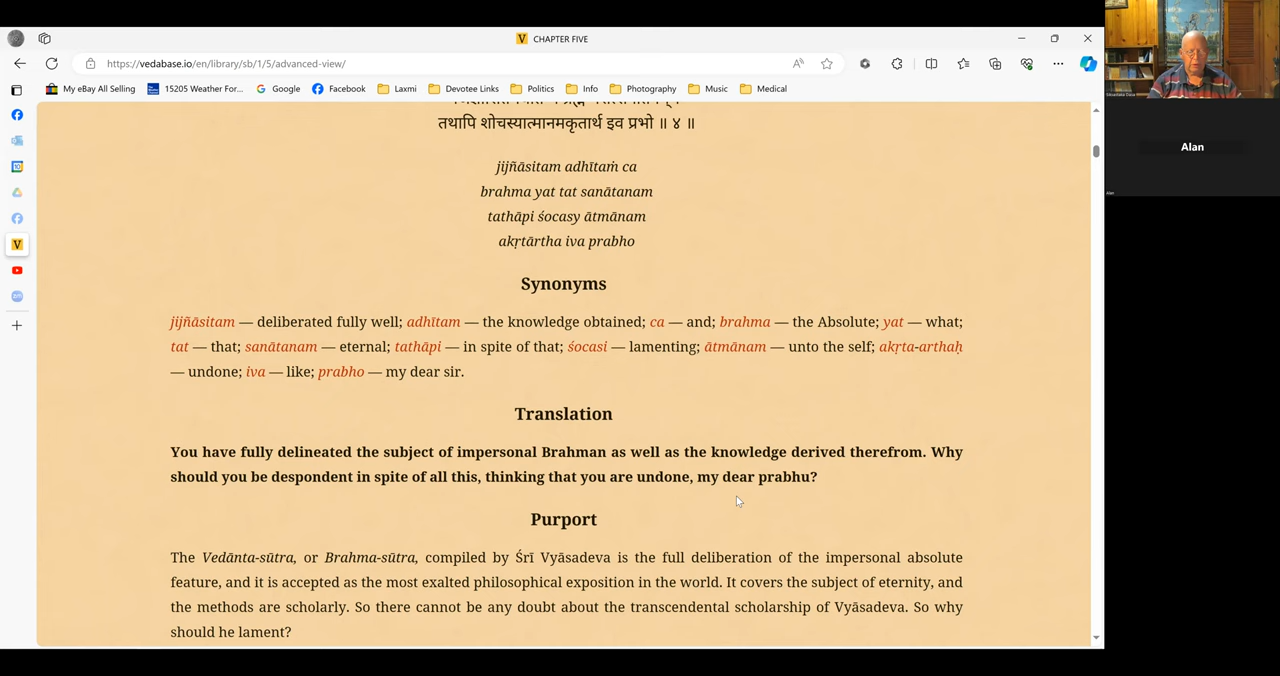 CHAPTER FIVE
https://vedabase.io/en/library/sb/1/5/advanced-view/
My eBay All Selling
15205 Weather For...
Google
Facebook
Laxmi
Devotee Links
Politics
Info
Photography
Music
Medical
तथापि शोचस्यात्मानमकृतार्थ इव प्रभो ॥ ४ ॥
jijñāsitam adhītaṁ ca
brahma yat tat sanātanam
tathāpi śocasy ātmānam
akṛtārtha iva prabho
Synonyms
jijñāsitam — deliberated fully well; adhītam — the knowledge obtained; ca — and; brahma — the Absolute; yat — what;
tat — that; sanātanam — eternal; tathāpi — in spite of that; śocasi — lamenting; ātmānam — unto the self; akṛta-arthaḥ
— undone; iva — like; prabho — my dear sir.
Translation
You have fully delineated the subject of impersonal Brahman as well as the knowledge derived therefrom. Why
should you be despondent in spite of all this, thinking that you are undone, my dear prabhu?
Purport
The Vedānta-sūtra, or Brahma-sūtra, compiled by Śrī Vyāsadeva is the full deliberation of the impersonal absolute
feature, and it is accepted as the most exalted philosophical exposition in the world. It covers the subject of eternity, and
the methods are scholarly. So there cannot be any doubt about the transcendental scholarship of Vyāsadeva. So why
should he lament?
Alan
Alan